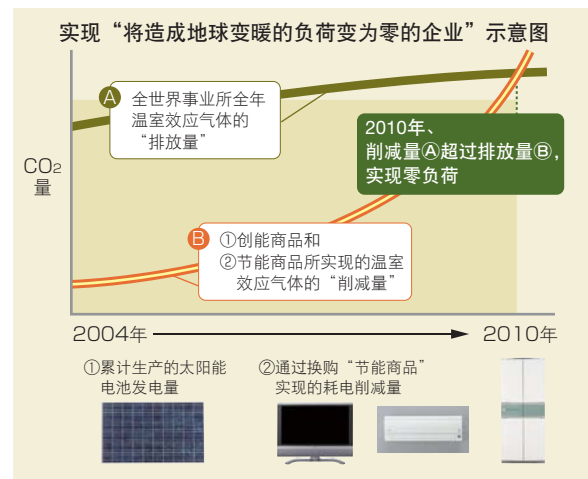 实现“将造成地球变暖的负荷变为零的企业”示意图
A 全世界事业所全年
温室效应气体的
“排放量”
2010年、
削减量Ⓐ超过排放量Ⓑ，
实现零负荷
CO2
量
B ①创能商品和
②节能商品所实现的温室
效应气体的“削减量”
2004年
2010年
①累计生产的太阳能
电池发电量
②通过换购“节能商品”
实现的耗电削减量